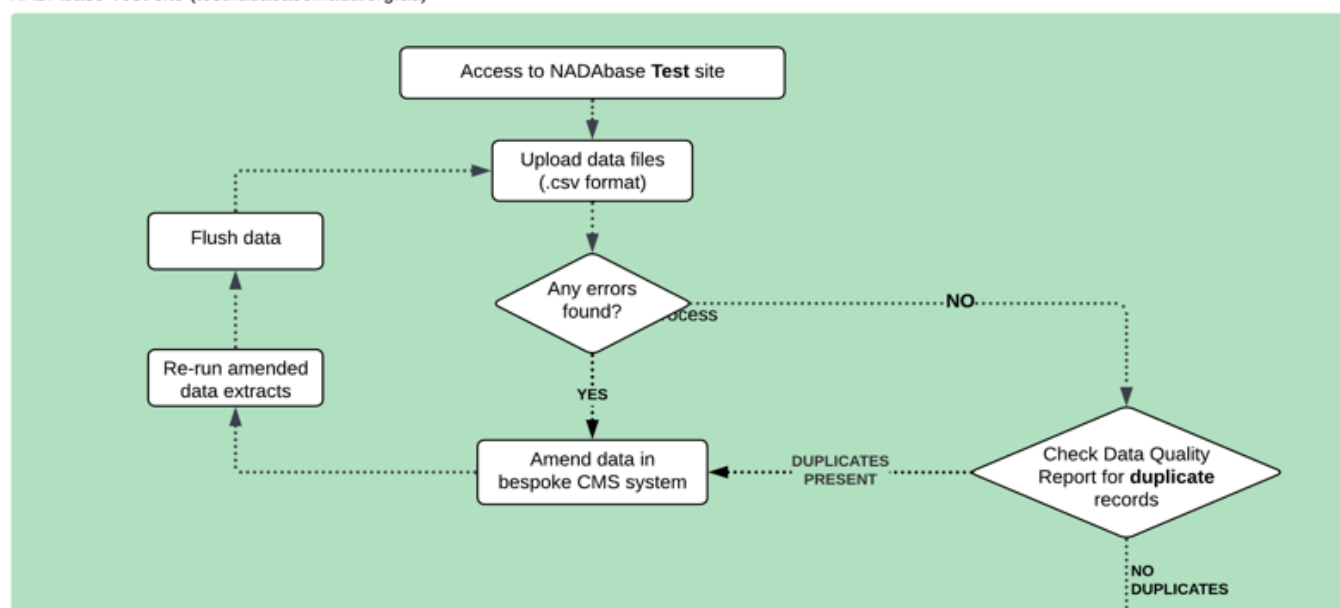 Access to NADAbase Test site
Upload data files
(.csv format)
Flush data
Any errors
found?
ocess
NO
Re-run amended
data extracts
YES
Amend data in
bespoke CMS system
DUPLICATES
PRESENT
Check Data Quality
Report for duplicate
records
NO
DUPLICATES